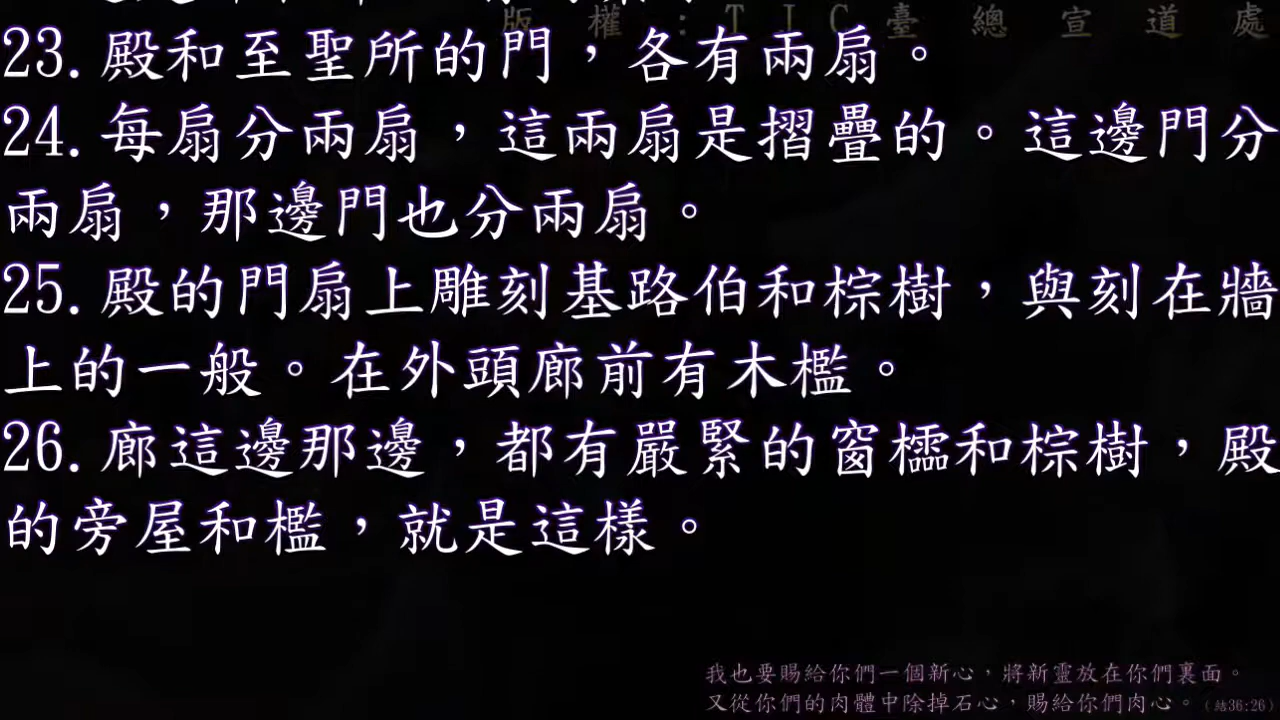 版權:TJC臺總宣道處
23.殿和至聖所的門，各有兩扇。
24.每扇分兩扇，這兩扇是摺疊的。這邊門分
兩扇，那邊門也分兩扇。
25.殿的門扇上雕刻基路伯和棕樹，與刻在牆
上的一般。在外頭廊前有木檻。
26.廊這邊那邊，都有嚴緊的窗櫺和棕樹，殿
的旁屋和檻，就是這樣。
我也要賜給你們一個新心，將新靈放在你們裏面。
又從你們的肉體中除掉石心，賜給你們肉心。（結36:26）